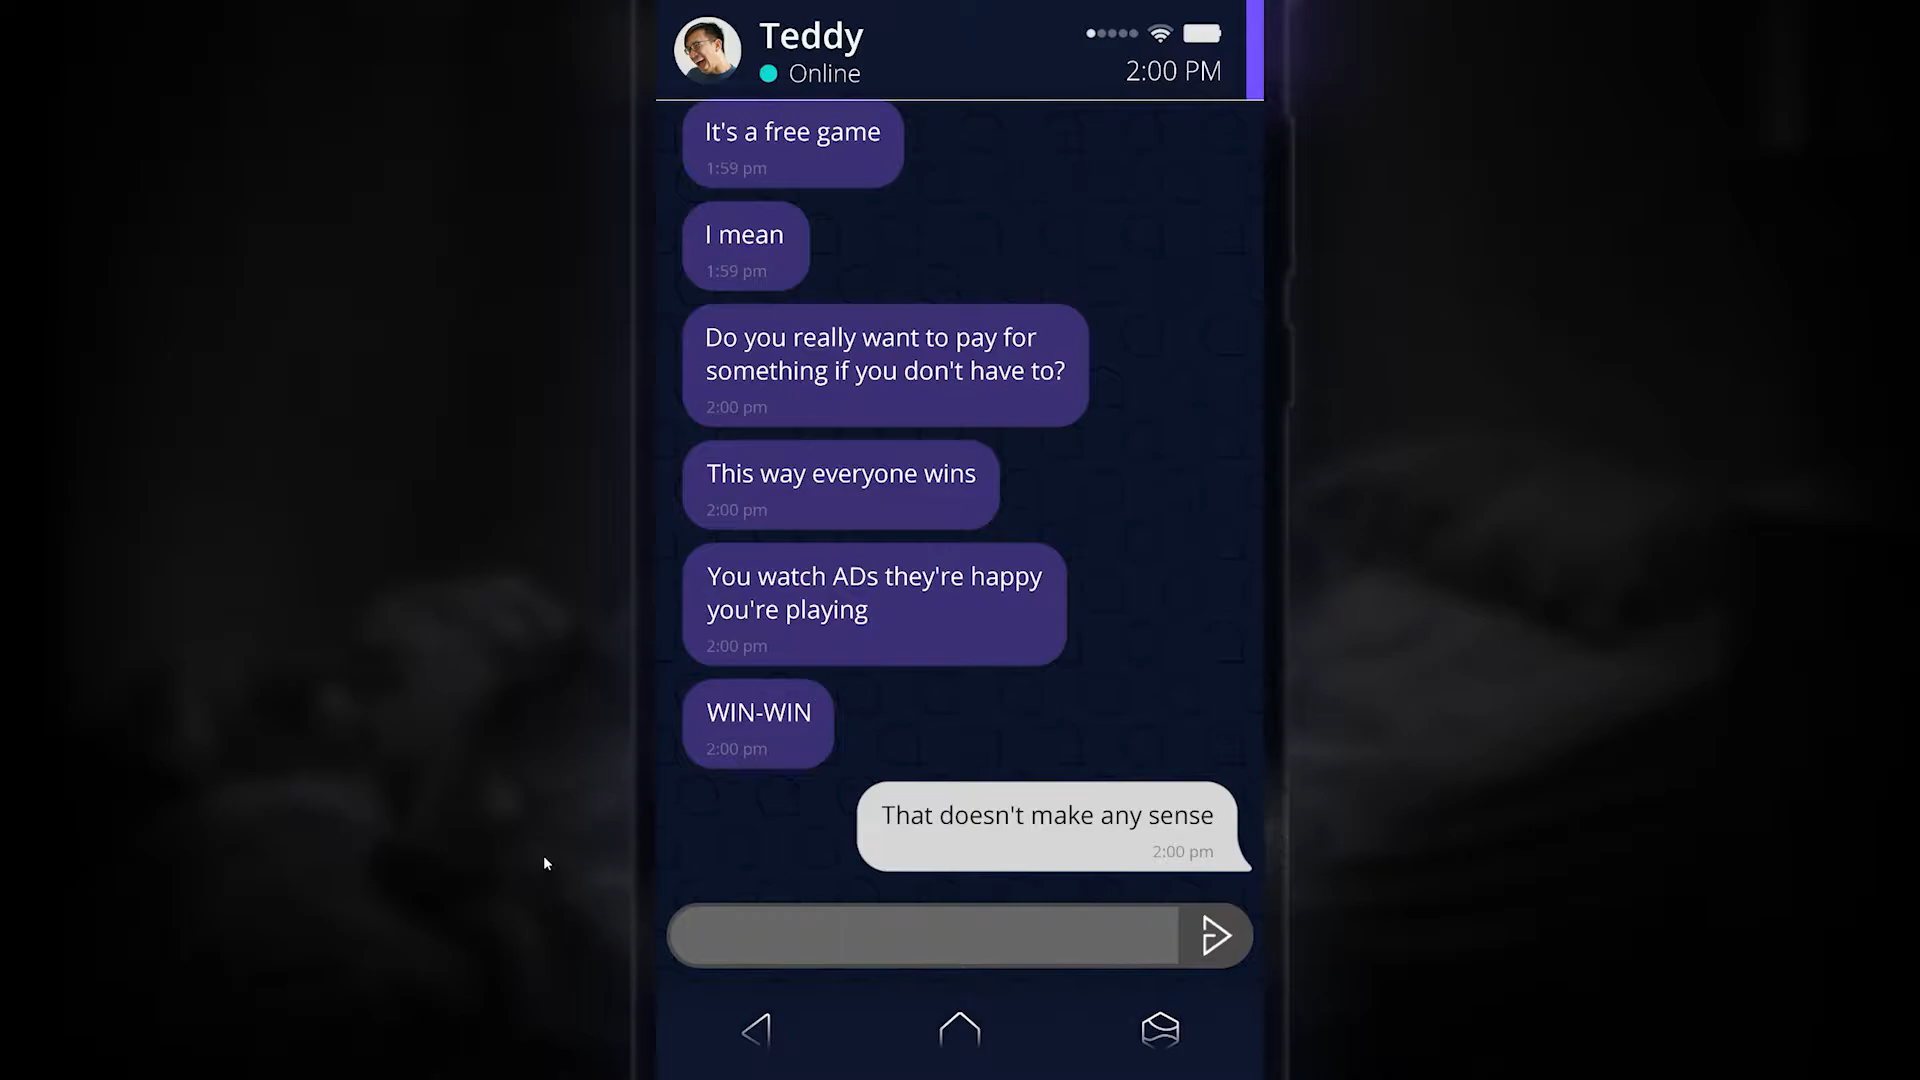 Teddy
Online
2:00 PM
It's a free game
1:59 pm
I mean
1:59 pm
Do you really want to pay for
something if you don't have to?
2:00 pm
This way everyone wins
2:00 pm
You watch ADs they're happy
you're playing
2:00 pm
WIN-WIN
2:00 pm
That doesn't make any sense
2:00 pm